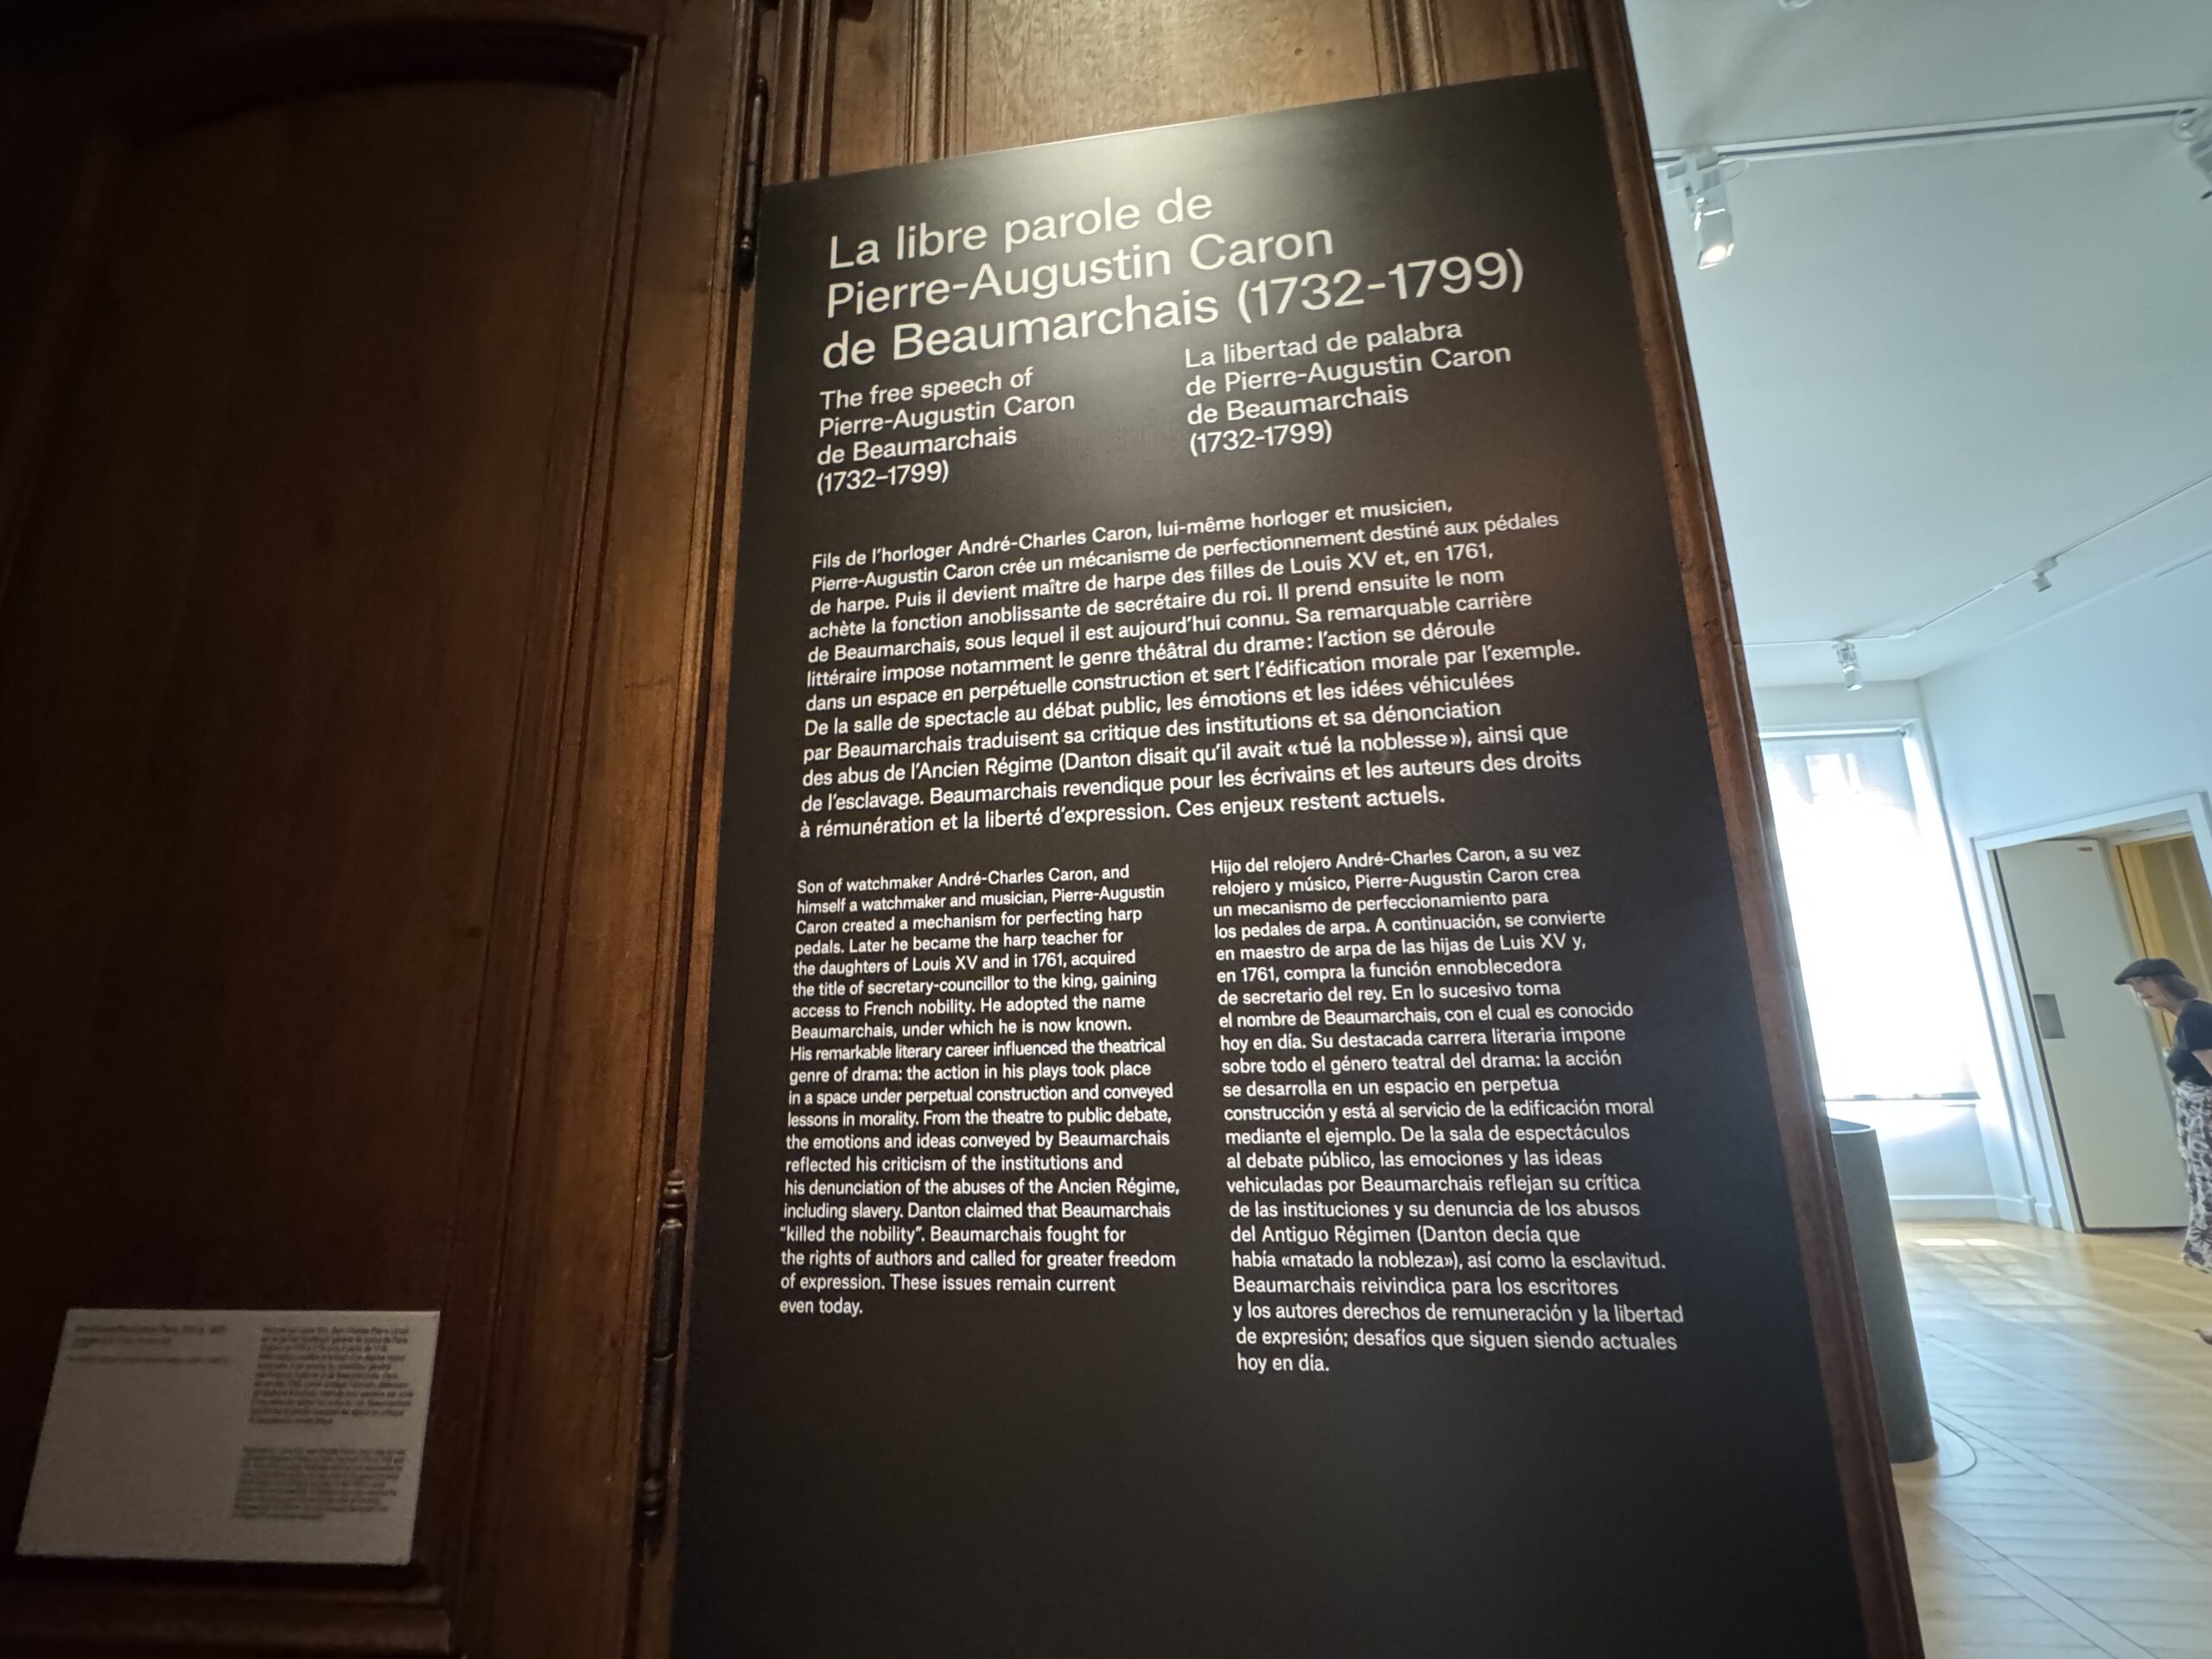 La libre parole de
Pierre-Augustin Caron
de Beaumarchais (1732-1799)
The free speech of
Pierre-Augustin Caron
de Beaumarchais
(1732–1799)
La libertad de palabra
de Pierre-Augustin Caron
de Beaumarchais
(1732-1799)
Fils de l'horloger André-Charles Caron, lui-même horloger et musicien,
Pierre-Augustin Caron crée un mécanisme de perfectionnement destiné aux pédales
de harpe. Puis il devient maître de harpe des filles de Louis XV et, en 1761,
achète la fonction anoblissante de secrétaire du roi. Il prend ensuite le nom
de Beaumarchais, sous lequel il est aujourd'hui connu. Sa remarquable carrière
littéraire impose notamment le genre théâtral du drame : l'action se déroule
dans un espace en perpétuelle construction et sert l'édification morale par l'exemple.
De la salle de spectacle au débat public, les émotions et les idées véhiculées
par Beaumarchais traduisent sa critique des institutions et sa dénonciation
des abus de l'Ancien Régime (Danton disait qu'il avait « tué la noblesse »), ainsi que
de l'esclavage. Beaumarchais revendique pour les écrivains et les auteurs des droits
à rémunération et la liberté d'expression. Ces enjeux restent actuels.
Son of watchmaker André-Charles Caron, and
himself a watchmaker and musician, Pierre-Augustin
Caron created a mechanism for perfecting harp
pedals. Later he became the harp teacher for
the daughters of Louis XV and in 1761, acquired
the title of secretary-councillor to the king, gaining
access to French nobility. He adopted the name
Beaumarchais, under which he is now known.
His remarkable literary career influenced the theatrical
genre of drama: the action in his plays took place
in a space under perpetual construction and conveyed
lessons in morality. From the theatre to public debate,
the emotions and ideas conveyed by Beaumarchais
reflected his criticism of the institutions and
his denunciation of the abuses of the Ancien Régime,
including slavery. Danton claimed that Beaumarchais
"killed the nobility". Beaumarchais fought for
the rights of authors and called for greater freedom
of expression. These issues remain current
even today.
Hijo del relojero André-Charles Caron, a su vez
relojero y músico, Pierre-Augustin Caron crea
un mecanismo de perfeccionamiento para
los pedales de arpa. A continuación, se convierte
en maestro de arpa de las hijas de Luis XV y,
en 1761, compra la función ennoblecedora
de secretario del rey. En lo sucesivo toma
el nombre de Beaumarchais, con el cual es conocido
hoy en día. Su destacada carrera literaria impone
sobre todo el género teatral del drama: la acción
se desarrolla en un espacio en perpetua
construcción y está al servicio de la edificación moral
mediante el ejemplo. De la sala de espectáculos
al debate público, las emociones y las ideas
vehiculadas por Beaumarchais reflejan su crítica
de las instituciones y su denuncia de los abusos
del Antiguo Régimen (Danton decía que
había «matado la nobleza»), así como la esclavitud.
Beaumarchais reivindica para los escritores
y los autores derechos de remuneración y la libertad
de expresión; desafíos que siguen siendo actuales
hoy en día.